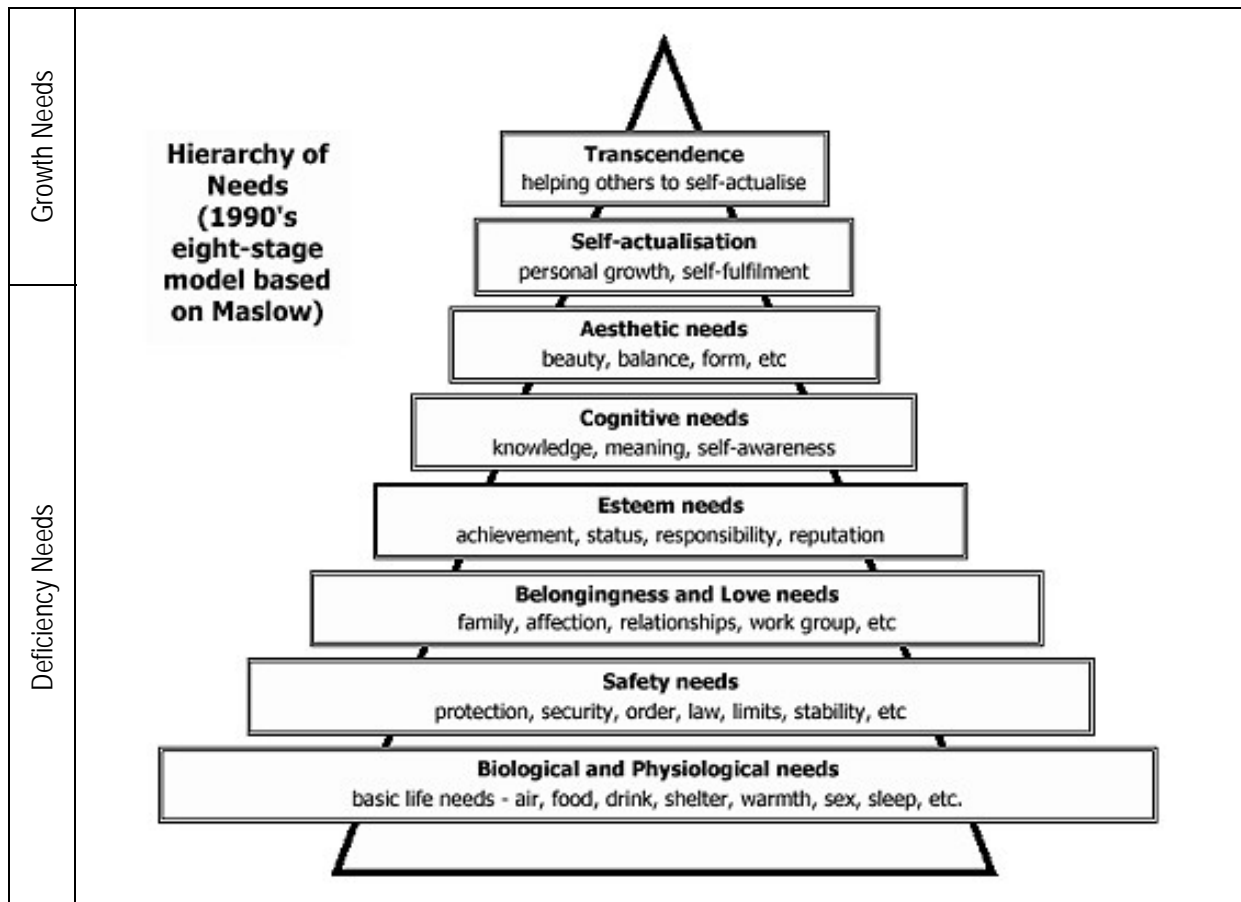 Growth Needs
Deficiency Needs
Hierarchy of
Needs
(1990's
eight-stage
model based
on Maslow)
Transcendence
helping others to self-actualise
Self-actualisation
personal growth, self-fulfilment
Aesthetic needs
beauty, balance, form, etc
Cognitive needs
knowledge, meaning, self-awareness
Esteem needs
achievement, status, responsibility, reputation
Belongingness and Love needs
family, affection, relationships, work group, etc
Safety needs
protection, security, order, law, limits, stability, etc
Biological and Physiological needs
basic life needs - air, food, drink, shelter, warmth, sex, sleep, etc.